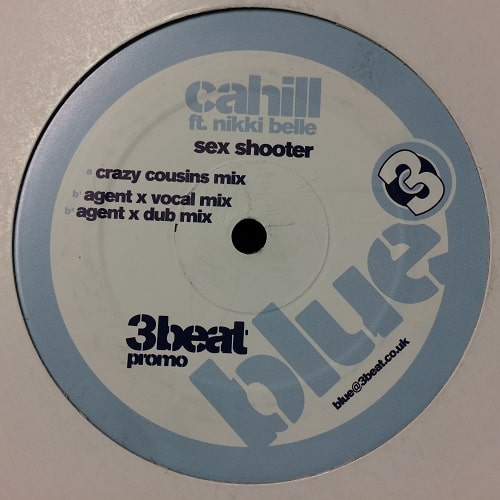 cahill
ft. nikki belle
sex shooter
a crazy cousins mix
b¹ agent x vocal mix
b² agent x dub mix
3
blue
3beat
promo
blue@3beat.co.uk